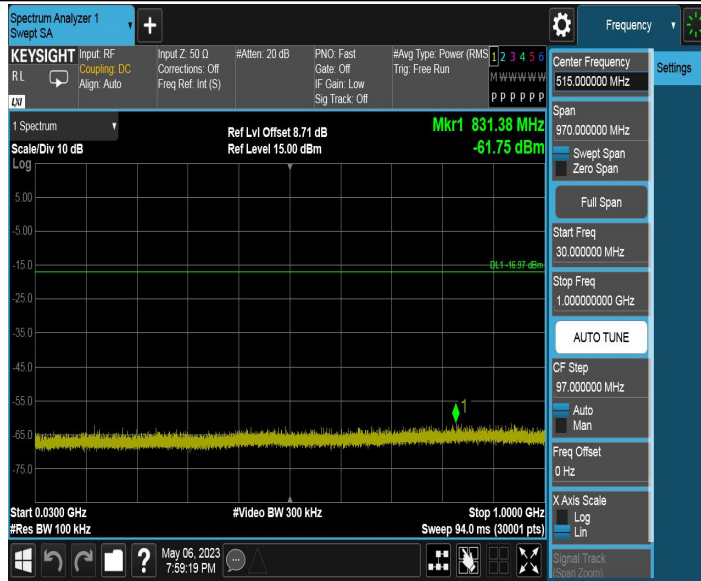 Spectrum Analyzer 1
Swept SA
Frequency
KEYSIGHT
RL
LXI
Input: RF
Coupling: DC
Align: Auto
Input Z: 50 Ω
Corrections: Off
Freq Ref: Int (S)
#Atten: 20 dB
PNO: Fast
Gate: Off
IF Gain: Low
Sig Track: Off
#Avg Type: Power (RMS
Trig: Free Run
1 2 3 4 5 6
M W W W W W
P P P P P P
Center Frequency
515.000000 MHz
Settings
Span
970.000000 MHz
Swept Span
Zero Span
Full Span
Start Freq
30.000000 MHz
Stop Freq
1.000000000 GHz
AUTO TUNE
CF Step
97.000000 MHz
Auto
Man
Freq Offset
0 Hz
X Axis Scale
Log
Lin
Signal Track
(Span Zoom)
1 Spectrum
Scale/Div 10 dB
Ref Lvl Offset 8.71 dB
Ref Level 15.00 dBm
Mkr1 831.38 MHz
-61.75 dBm
Log
5.00
-5.00
-15.0
DL1 -16.97 dBm
-25.0
-35.0
-45.0
-55.0
1
-65.0
-75.0
Start 0.0300 GHz
#Video BW 300 kHz
Stop 1.0000 GHz
#Res BW 100 kHz
Sweep 94.0 ms (30001 pts)
?
May 06, 2023
7:59:19 PM